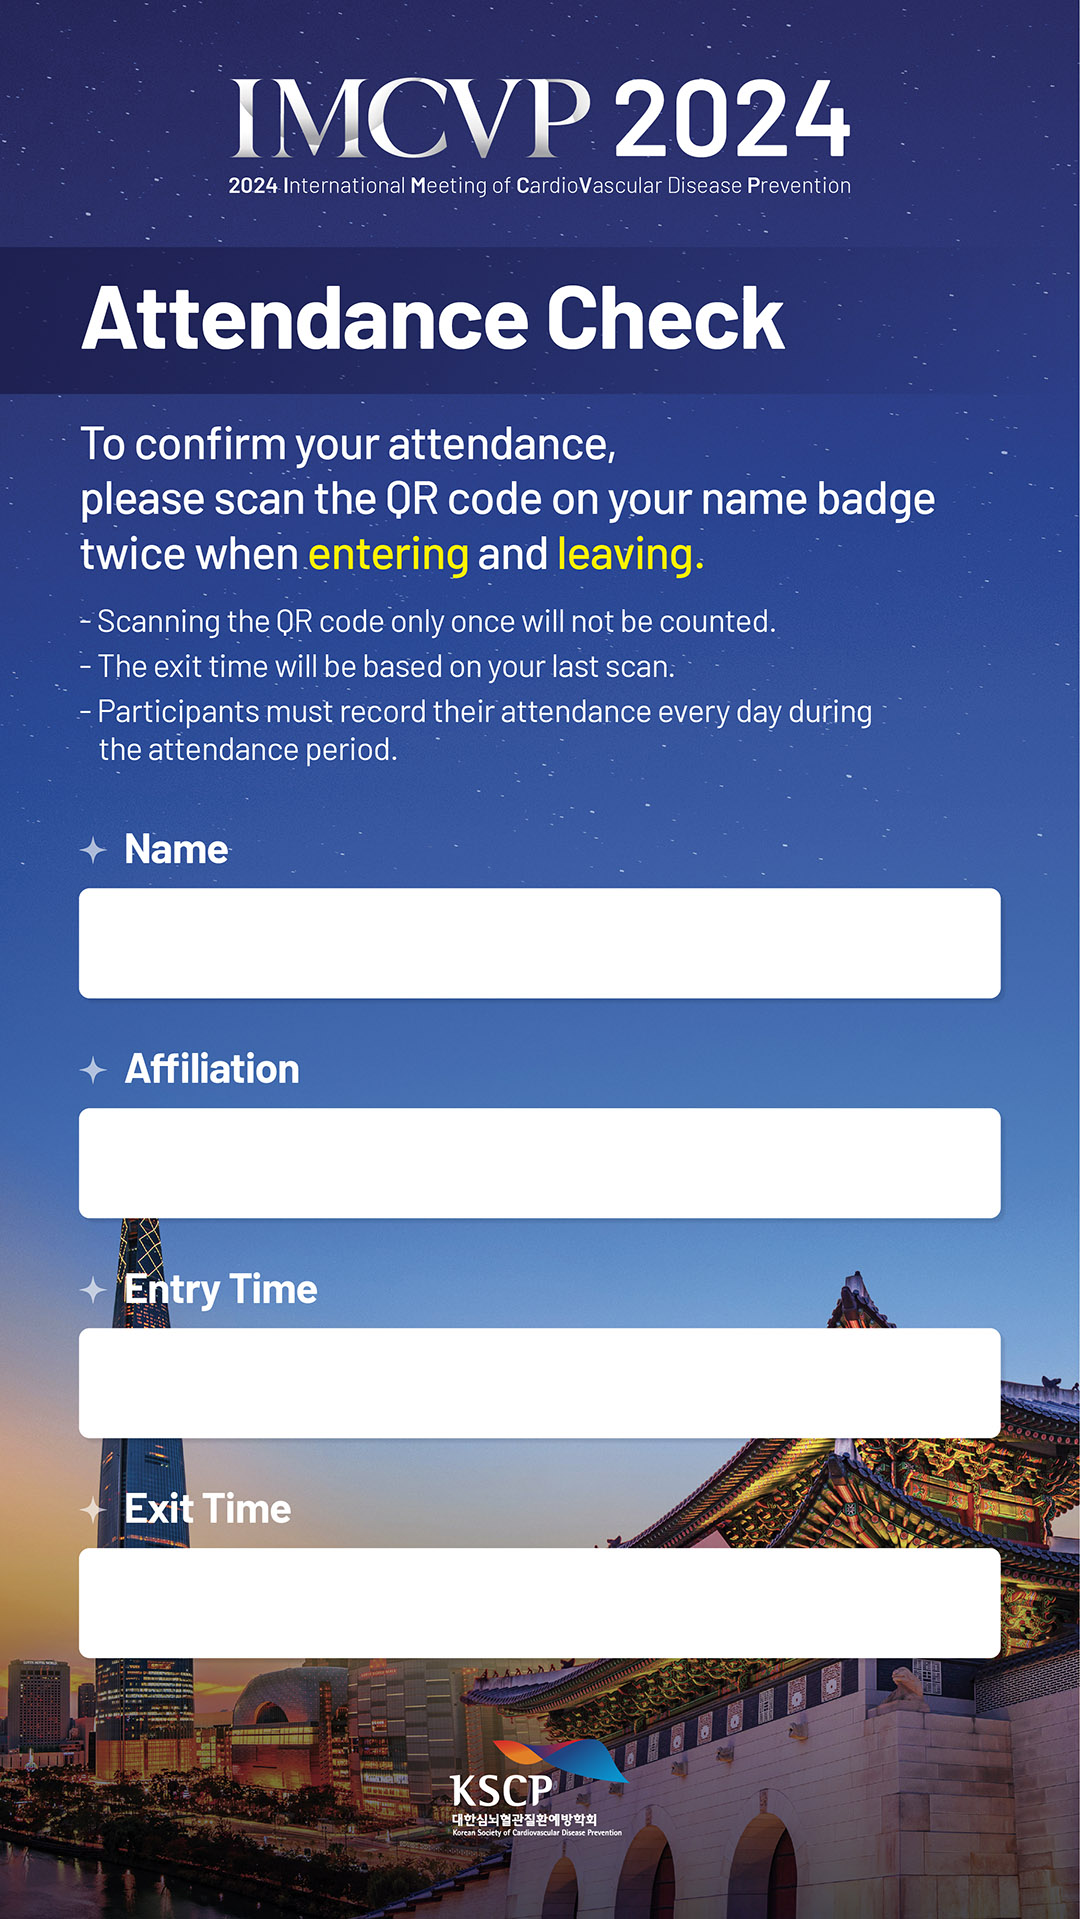 IMCVP 2024
2024 International Meeting of CardioVascular Disease Prevention
Attendance Check
To confirm your attendance,
please scan the QR code on your name badge
twice when entering and leaving.
- Scanning the QR code only once will not be counted.
- The exit time will be based on your last scan.
- Participants must record their attendance every day during
the attendance period.
Name
Affiliation
Entry Time
Exit Time
KSCP
대한심뇌혈관질환예방학회
Korean Society of Cardiovascular Disease Prevention